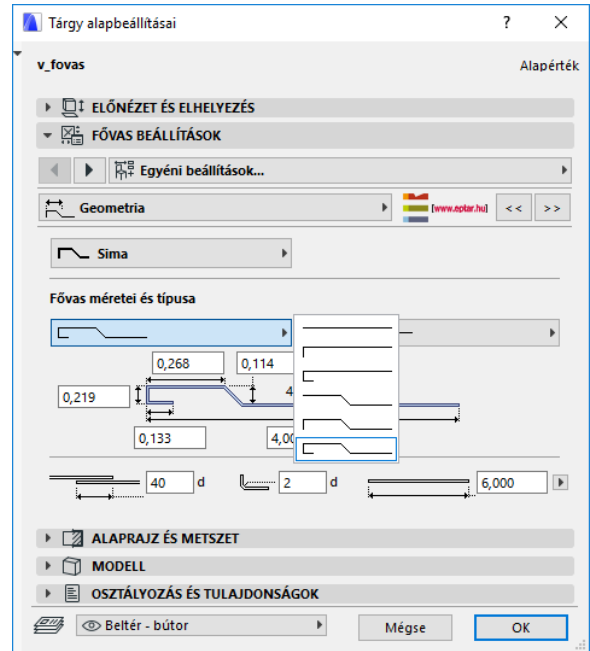 Tárgy alapbeállításai ? ×
v_fovas Alapérték
ELŐNÉZET ÉS ELHELYEZÉS
FŐVAS BEÁLLÍTÁSOK
Egyéni beállítások...
Geometria [www.eptar.hu] << >>
Sima
Fővas méretei és típusa
0,268 0,114
0,219 4
0,133 4,00
40 d 2 d 6,000
ALAPRAJZ ÉS METSZET
MODELL
OSZTÁLYOZÁS ÉS TULAJDONSÁGOK
Beltér - bútor Mégse OK